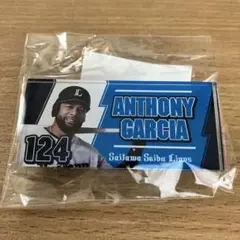 L
ANTHONY
GARCIA
124
Saitama Seibu Lions